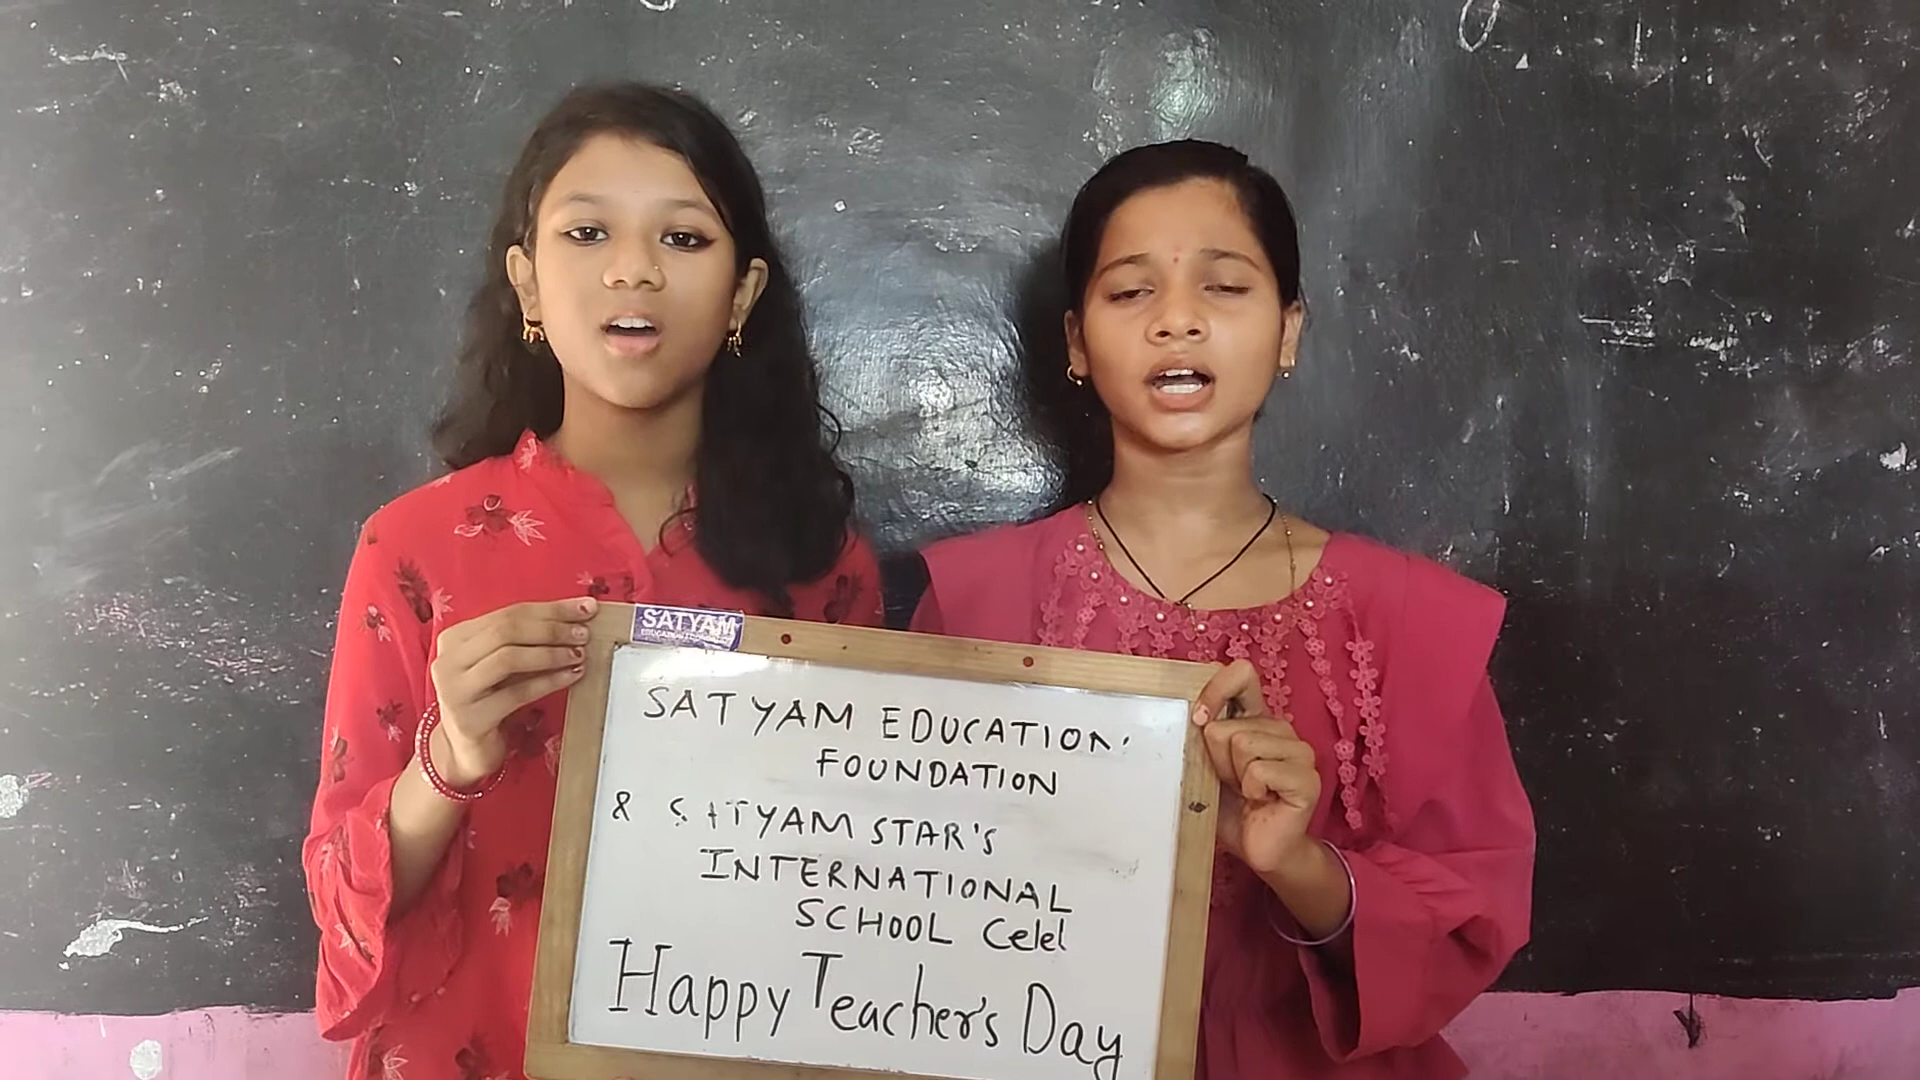 SATYAM
SATYAM EDUCATION
FOUNDATION
& SATYAM STAR'S
INTERNATIONAL
SCHOOL Celel
Happy Teacher's Day